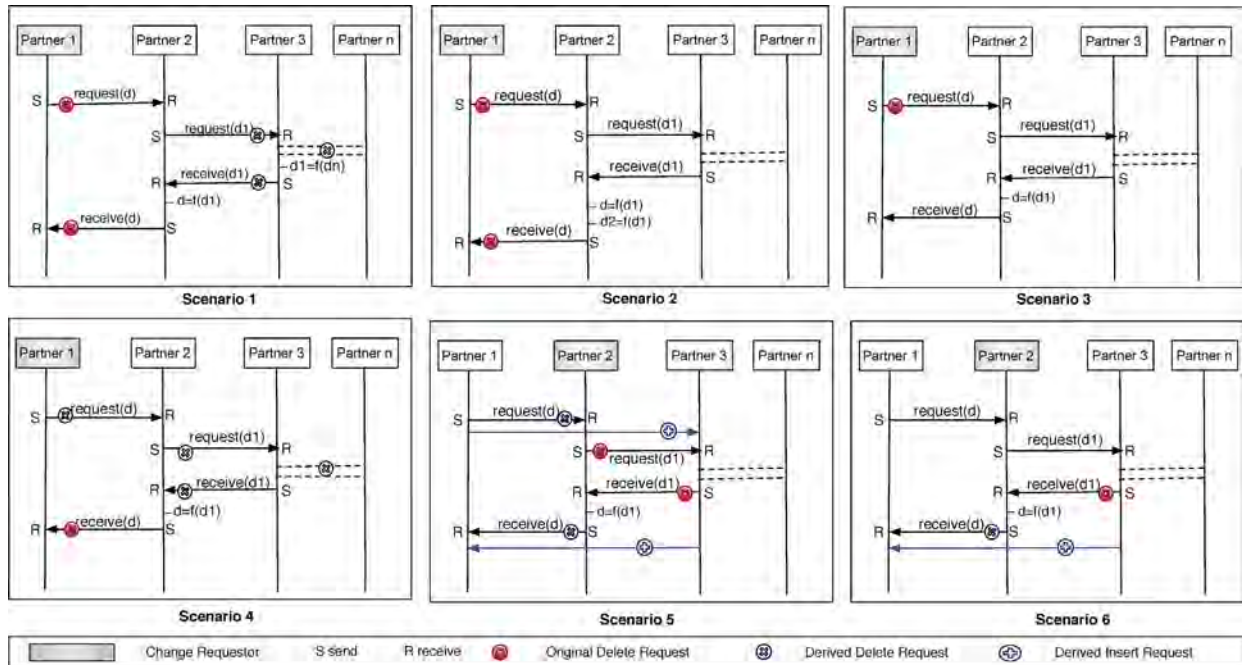 Partner 1 Partner 2 Partner 3 Partner n
S request(d) R
S request(d1) R
d1=f(dn)
R receive(d1) S
d=f(d1)
R receive(d) S
Scenario 1
Partner 1 Partner 2 Partner 3 Partner n
S request(d) R
S request(d1) R
R receive(d1) S
d=f(d1)
d2=f(d1)
R receive(d) S
Scenario 2
Partner 1 Partner 2 Partner 3 Partner n
S request(d) R
S request(d1) R
R receive(d1) S
d=f(d1)
R receive(d) S
Scenario 3
Partner 1 Partner 2 Partner 3 Partner n
S request(d) R
S request(d1) R
R receive(d1) S
d=f(d1)
R receive(d) S
Scenario 4
Partner 1 Partner 2 Partner 3 Partner n
S request(d) R
S request(d1) R
R receive(d1) S
d=f(d1)
R receive(d) S
Scenario 5
Partner 1 Partner 2 Partner 3 Partner n
S request(d) R
S request(d1) R
R receive(d1) S
d=f(d1)
R receive(d) S
Scenario 6
Change Requestor S send R receive Original Delete Request Derived Delete Request Derived Insert Request